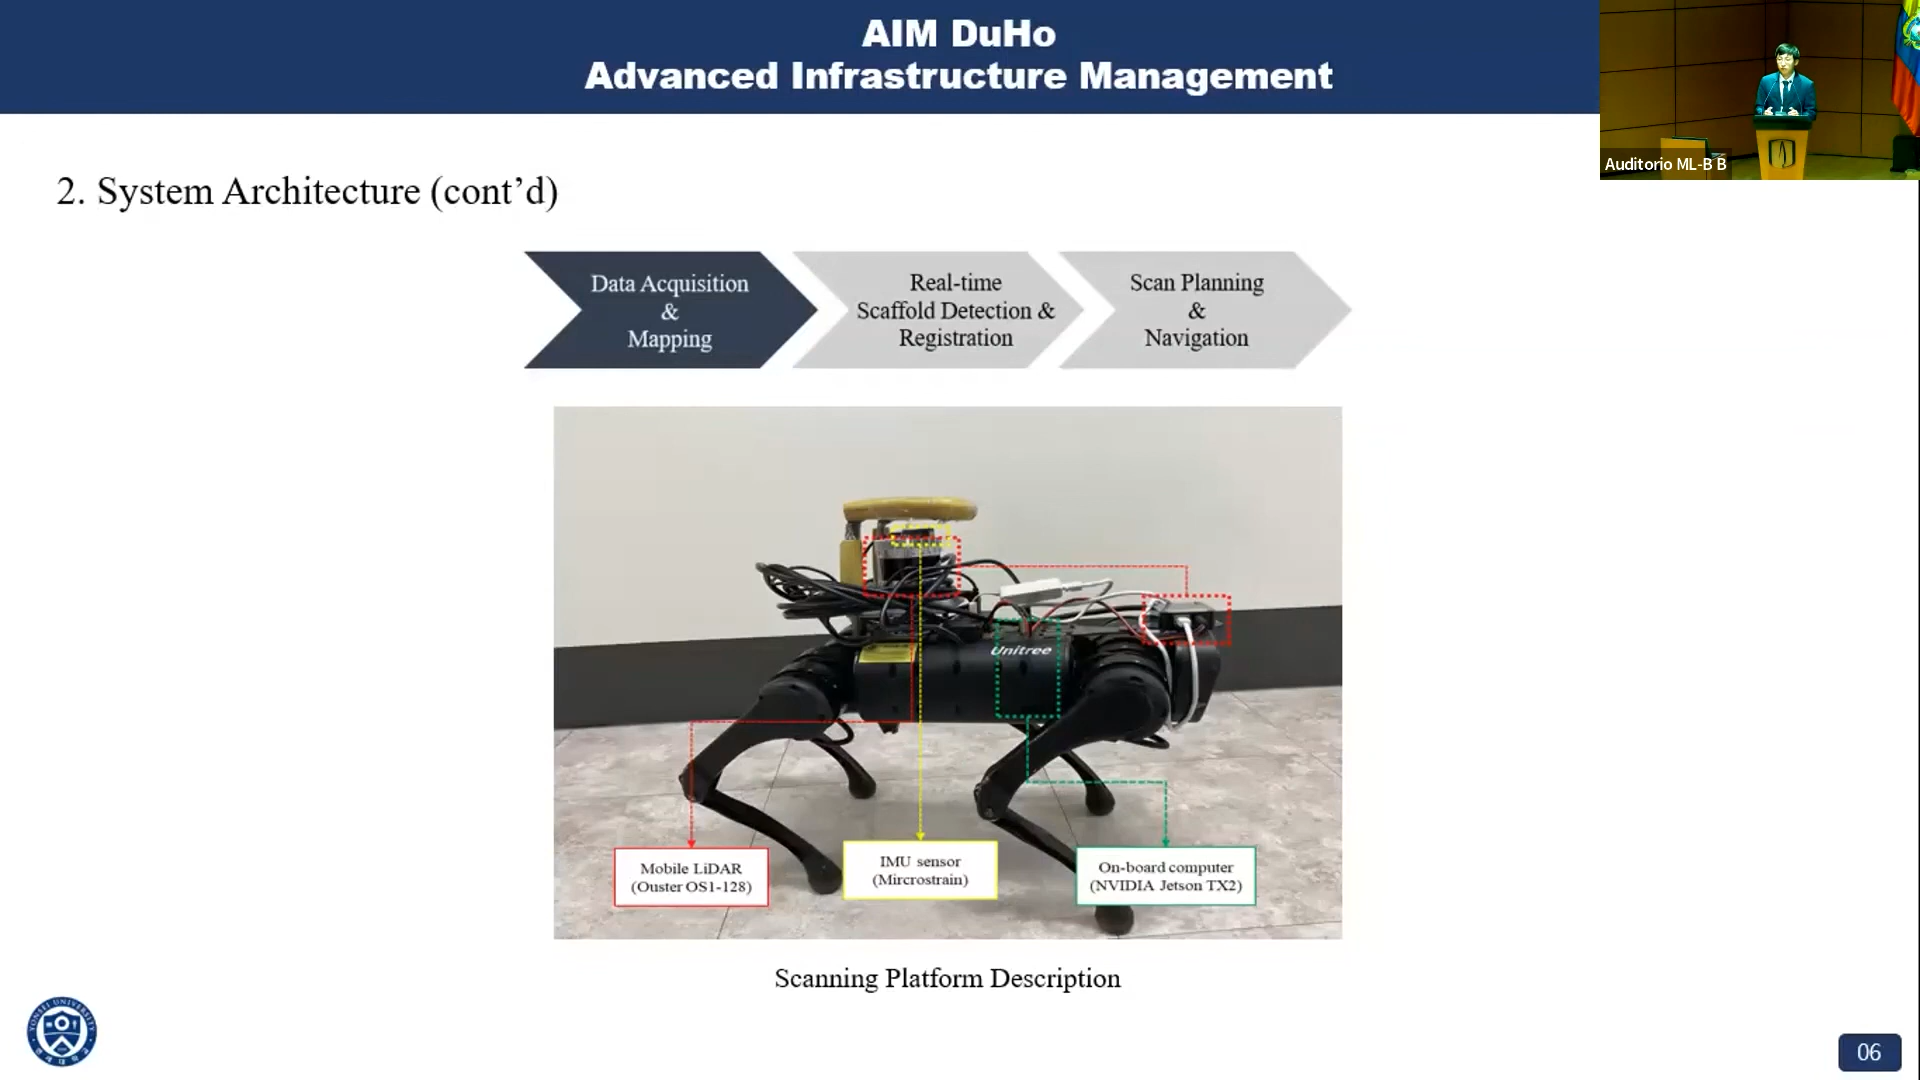 AIM DuHo
Advanced Infrastructure Management
Auditorio ML-B B
2. System Architecture (cont’d)
Data Acquisition
&
Mapping
Real-time
Scaffold Detection &
Registration
Scan Planning
&
Navigation
Unitree
Mobile LiDAR
(Ouster OS1-128)
IMU sensor
(Mircrostrain)
On-board computer
(NVIDIA Jetson TX2)
Scanning Platform Description
YONSEI UNIVERSITY
06